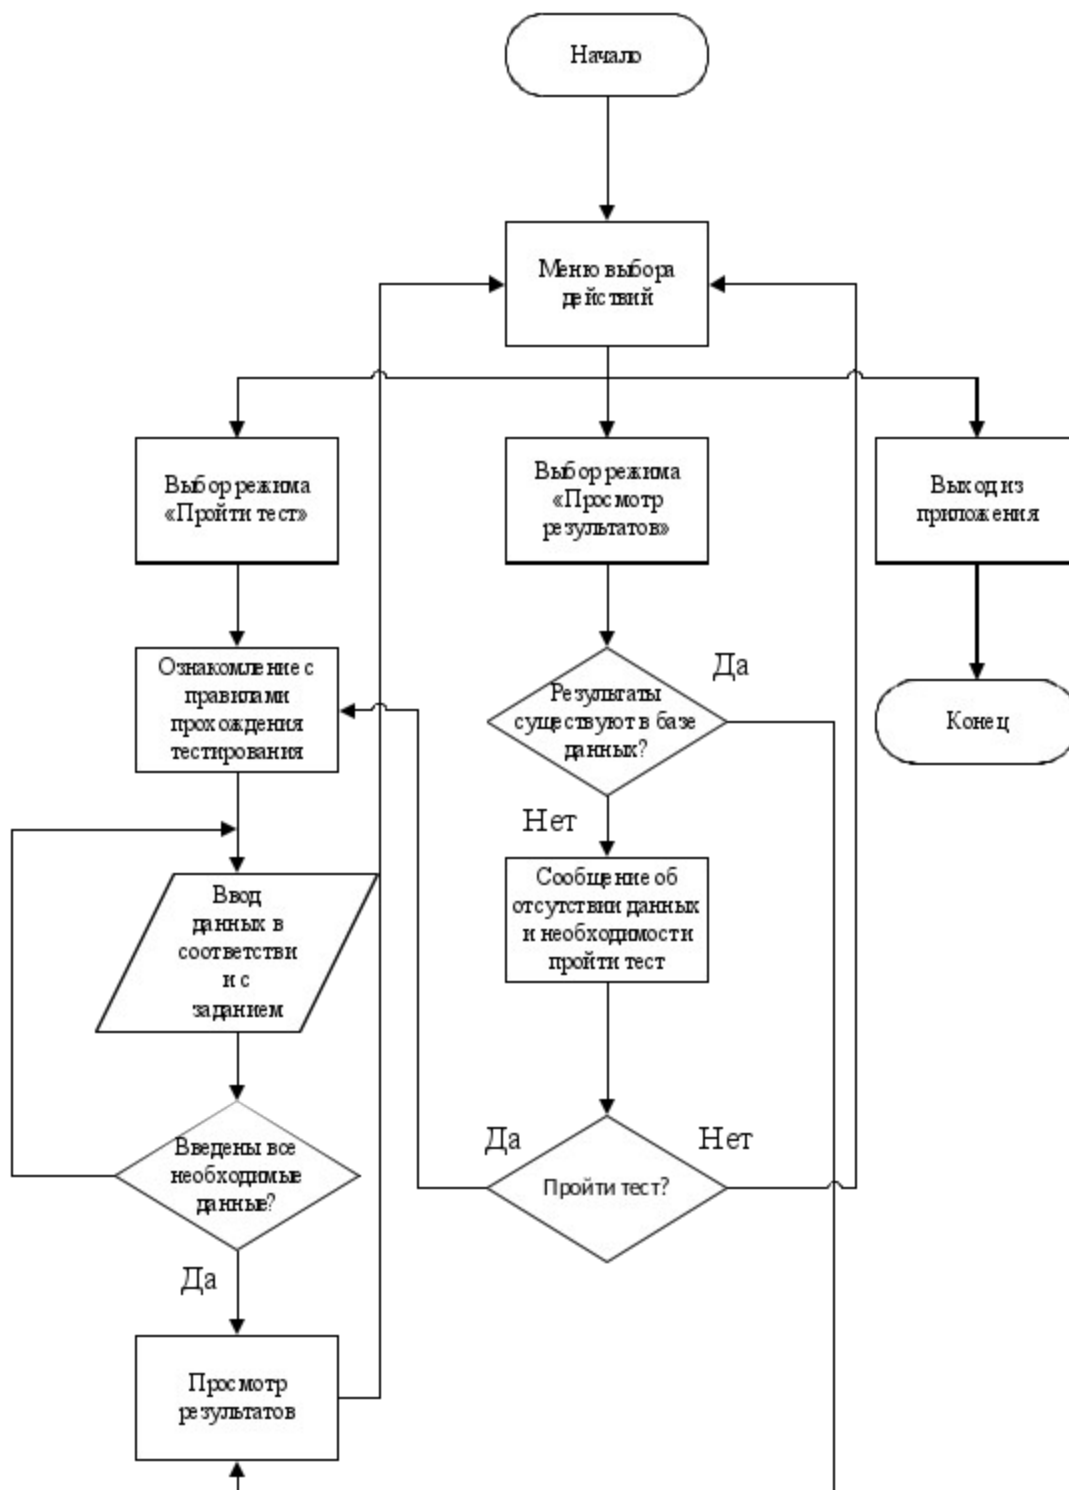 Начало
Меню выбора
действий
Выбор режима
«Пройти тест»
Выбор режима
«Просмотр
результатов»
Выход из
приложения
Ознакомление с
правилами
прохождения
тестирования
Да
Результаты
существуют в базе
данных?
Конец
Нет
Ввод
данных в
соответстви
и с
заданием
Сообщение об
отсутствии данных
и необходимости
пройти тест
Введены все
необходимые
данные?
Да
Нет
Пройти тест?
Да
Просмотр
результатов